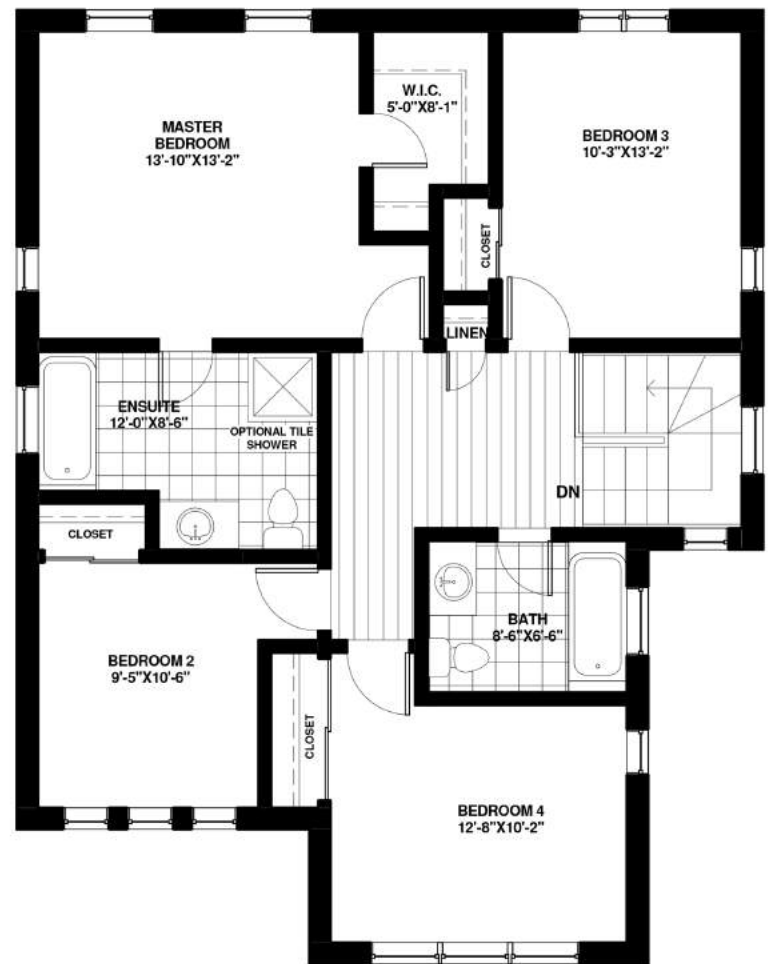 W.I.C.
5'-0"X8'-1"
MASTER
BEDROOM
13'-10"X13'-2"
BEDROOM 3
10'-3"X13'-2"
CLOSET
LINEN
ENSUITE
12'-0"X8'-6"
OPTIONAL TILE
SHOWER
DN
CLOSET
BATH
8'-6"X6'-6"
BEDROOM 2
9'-5"X10'-6"
CLOSET
BEDROOM 4
12'-8"X10'-2"